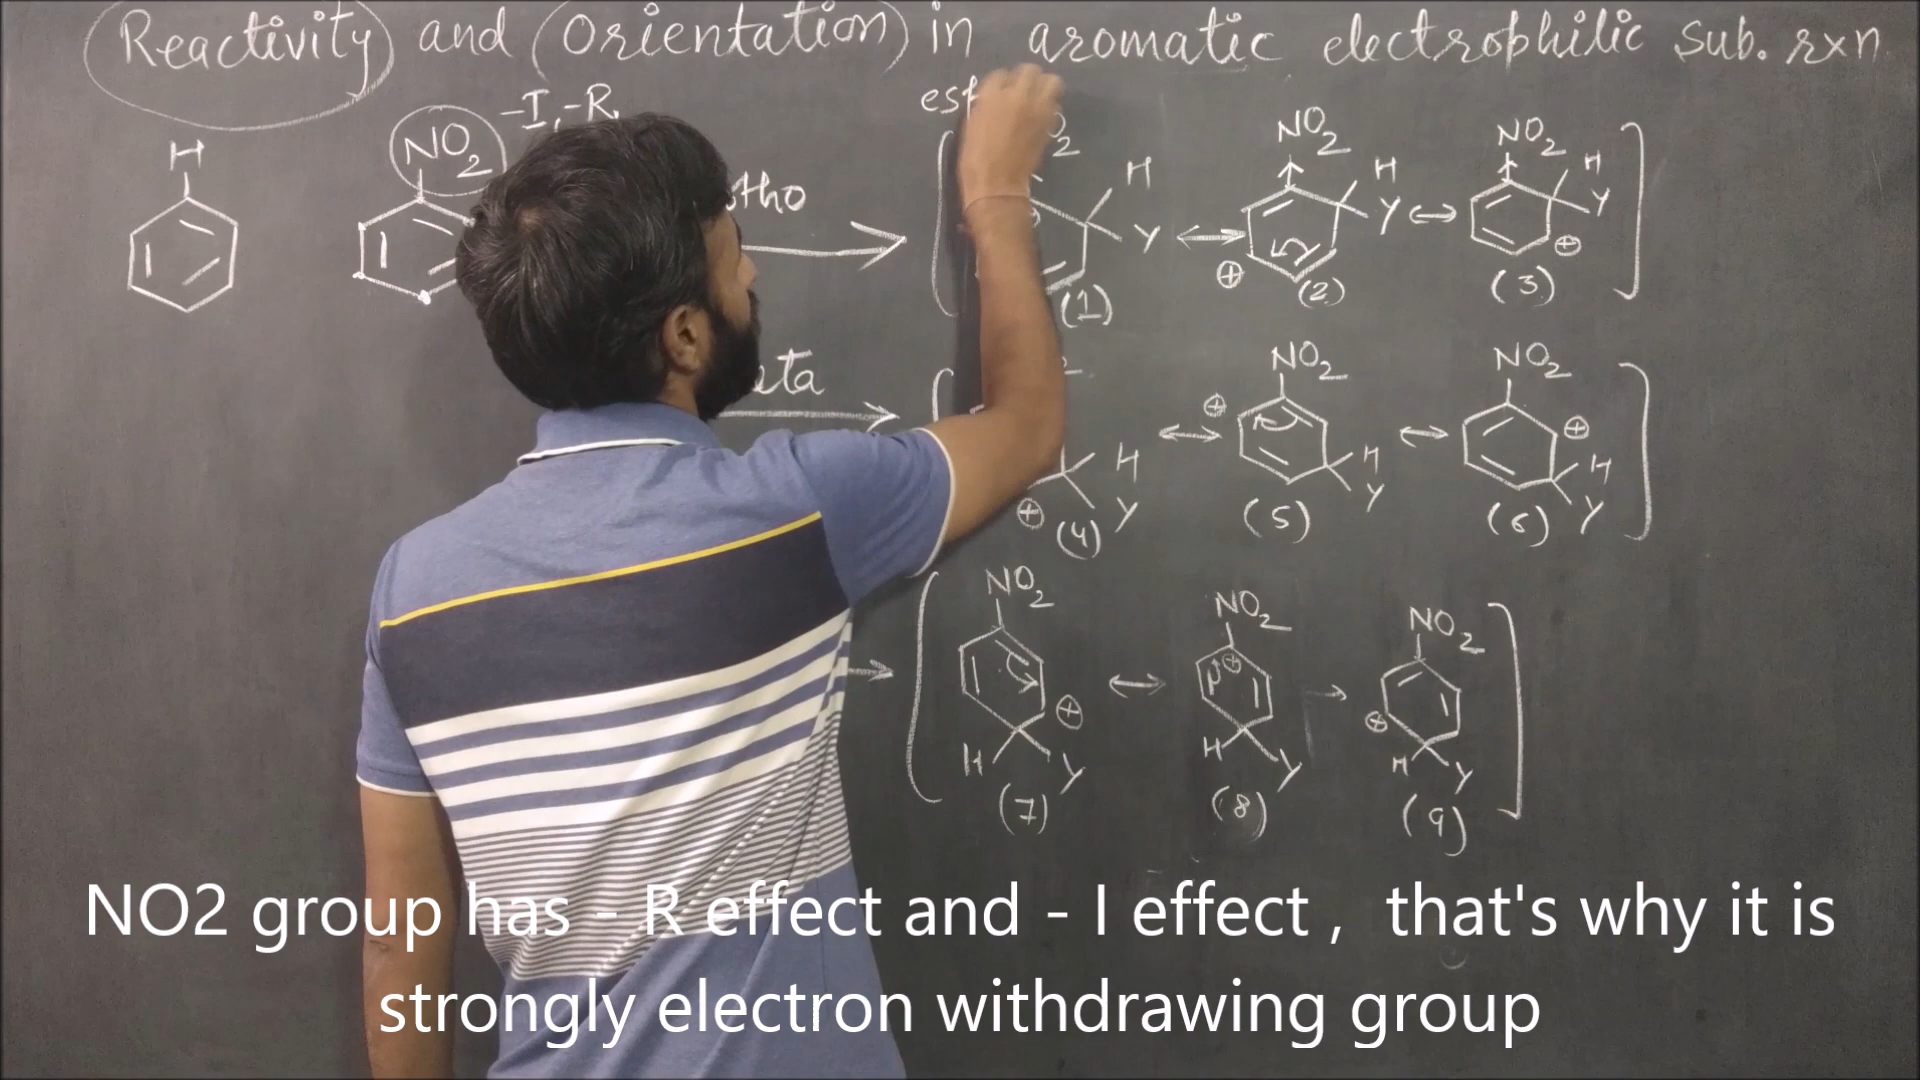 Reactivity and Orientation in aromatic electrophilic sub. rxn
-I, -R
H
NO2
NO2
H
Y
(1)
NO2
H
Y
⊕
(2)
NO2
H
Y
⊕
(3)
⊕
H
Y
(4)
NO2
⊕
H
Y
(5)
NO2
⊕
H
Y
(6)
NO2
⊕
H
Y
(7)
NO2
⊕
H
Y
(8)
NO2
⊕
H
Y
(9)
NO2 group has - R effect and - I effect , that's why it is
strongly electron withdrawing group